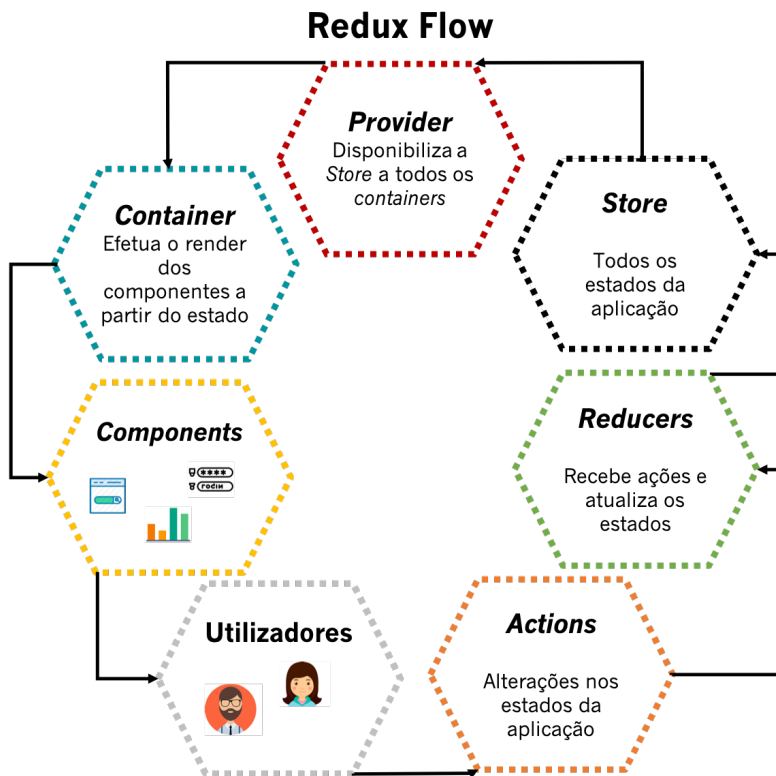 Redux Flow
Provider
Disponibiliza a
Store a todos os
containers
Container
Efetua o render
dos
componentes a
partir do estado
Store
Todos os
estados da
aplicação
Components
****
ГОГИН
Reducers
Recebe ações e
atualiza os
estados
Utilizadores
Actions
Alterações nos
estados da
aplicação